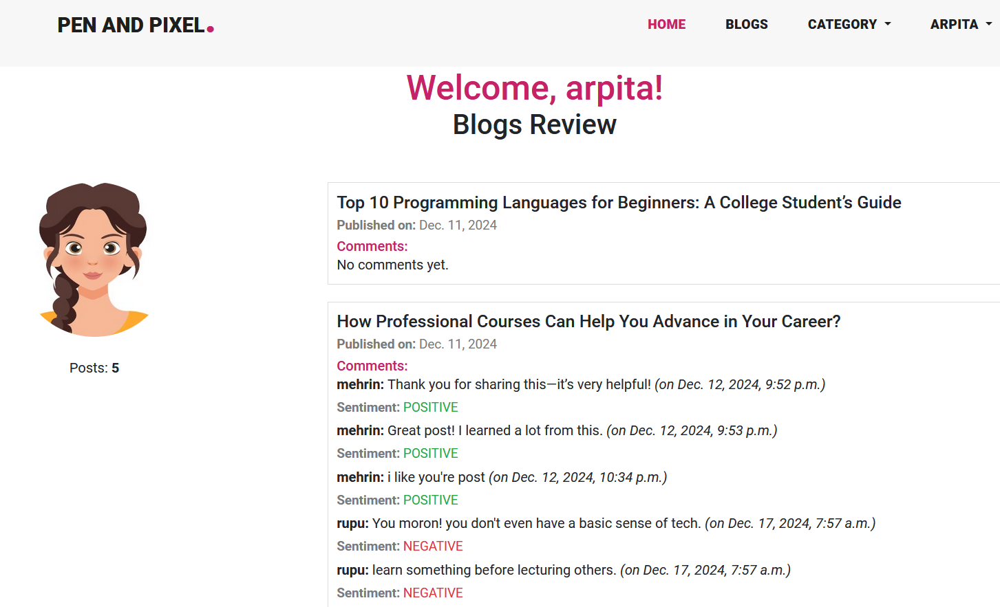 PEN AND PIXEL.
HOME BLOGS CATEGORY ARPITA
Welcome, arpita!
Blogs Review
Top 10 Programming Languages for Beginners: A College Student’s Guide
Published on: Dec. 11, 2024
Comments:
No comments yet.
How Professional Courses Can Help You Advance in Your Career?
Published on: Dec. 11, 2024
Comments:
mehrin: Thank you for sharing this—it’s very helpful! (on Dec. 12, 2024, 9:52 p.m.)
Sentiment: POSITIVE
mehrin: Great post! I learned a lot from this. (on Dec. 12, 2024, 9:53 p.m.)
Sentiment: POSITIVE
mehrin: i like you're post (on Dec. 12, 2024, 10:34 p.m.)
Sentiment: POSITIVE
rupu: You moron! you don't even have a basic sense of tech. (on Dec. 17, 2024, 7:57 a.m.)
Sentiment: NEGATIVE
rupu: learn something before lecturing others. (on Dec. 17, 2024, 7:57 a.m.)
Sentiment: NEGATIVE
Posts: 5